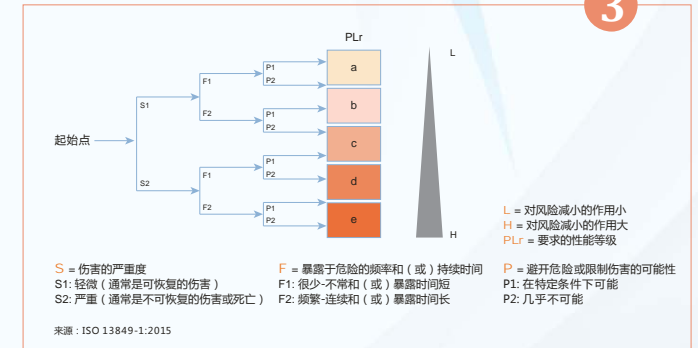 3
PLr
L
P1
a
F1
P2
S1
b
F2
P1
P2
起始点
c
P1
F1
P2
S2
d
F2
P1
P2
e
H
L = 对风险减小的作用小
H = 对风险减小的作用大
PLr = 要求的性能等级
S = 伤害的严重度
S1: 轻微（通常是可恢复的伤害）
S2: 严重（通常是不可恢复的伤害或死亡）
F = 暴露于危险的频率和（或）持续时间
F1: 很少-不常和（或）暴露时间短
F2: 频繁-连续和（或）暴露时间长
P = 避开危险或限制伤害的可能性
P1: 在特定条件下可能
P2: 几乎不可能
来源：ISO 13849-1:2015